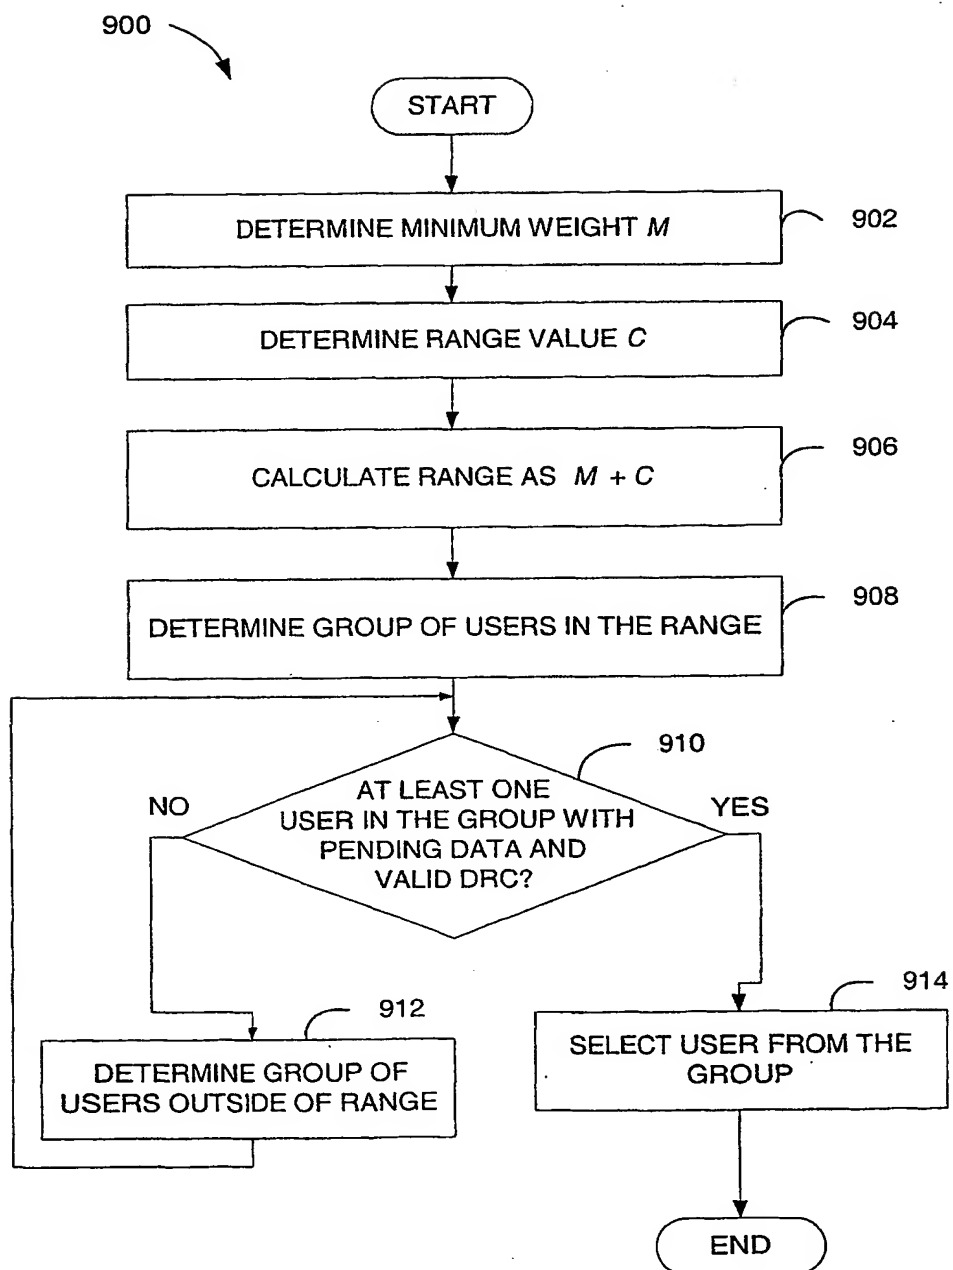 900
START
DETERMINE MINIMUM WEIGHT M
902
DETERMINE RANGE VALUE C
904
CALCULATE RANGE AS M + C
906
DETERMINE GROUP OF USERS IN THE RANGE
908
910
AT LEAST ONE
USER IN THE GROUP WITH
PENDING DATA AND
VALID DRC?
NO
YES
912
DETERMINE GROUP OF
USERS OUTSIDE OF RANGE
914
SELECT USER FROM THE
GROUP
END